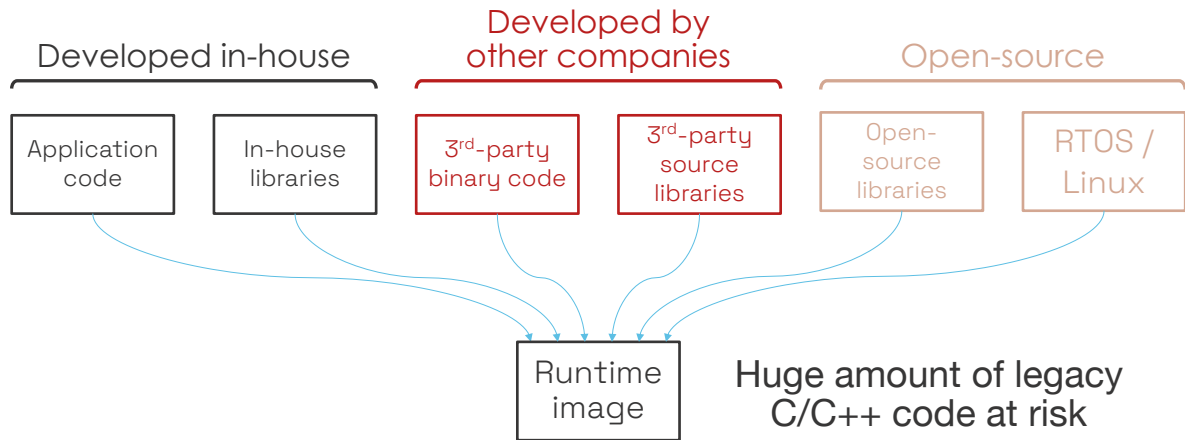 Developed in-house
Developed by
other companies
Open-source
Application
code
In-house
libraries
3rd-party
binary code
3rd-party
source
libraries
Open-
source
libraries
RTOS /
Linux
Runtime
image
Huge amount of legacy
C/C++ code at risk